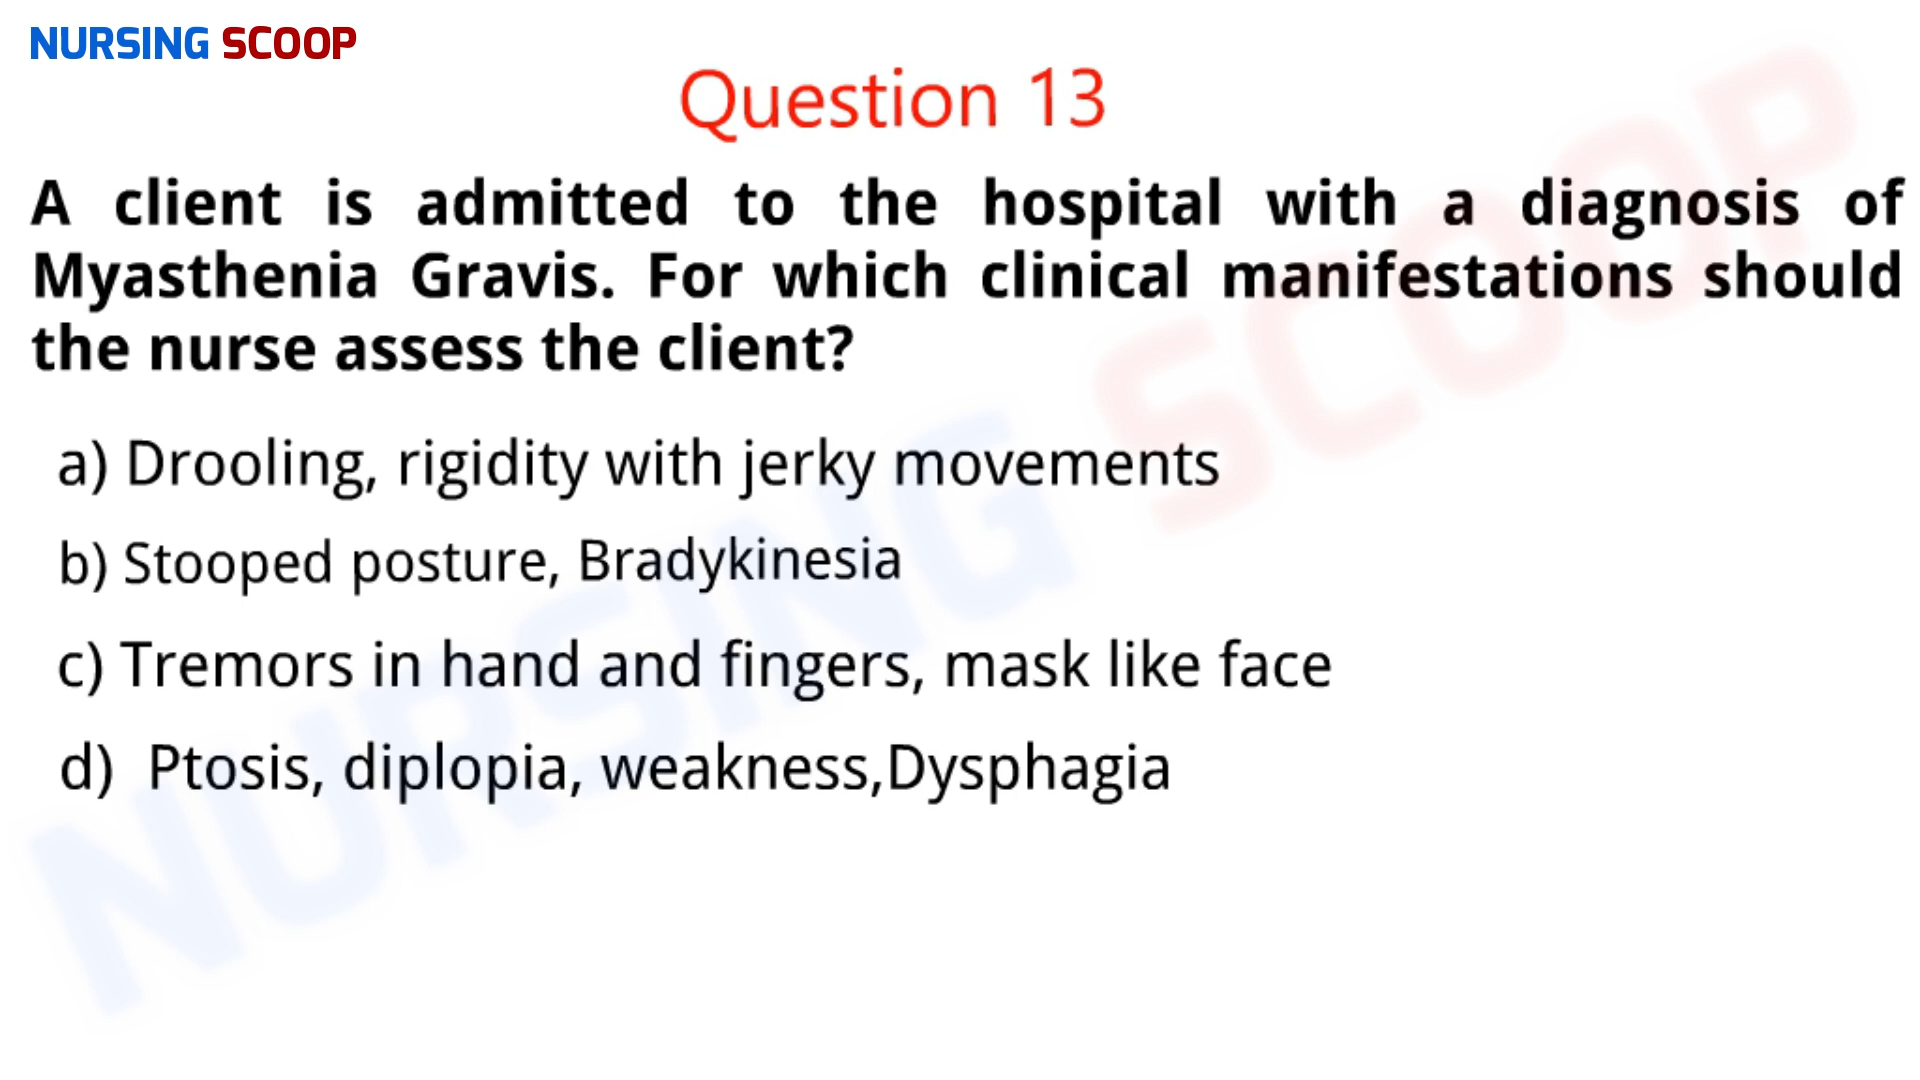 NURSING SCOOP
Question 13
A client is admitted to the hospital with a diagnosis of
Myasthenia Gravis. For which clinical manifestations should
the nurse assess the client?
a) Drooling, rigidity with jerky movements
b) Stooped posture, Bradykinesia
c) Tremors in hand and fingers, mask like face
d) Ptosis, diplopia, weakness,Dysphagia
NURSING SCOOP